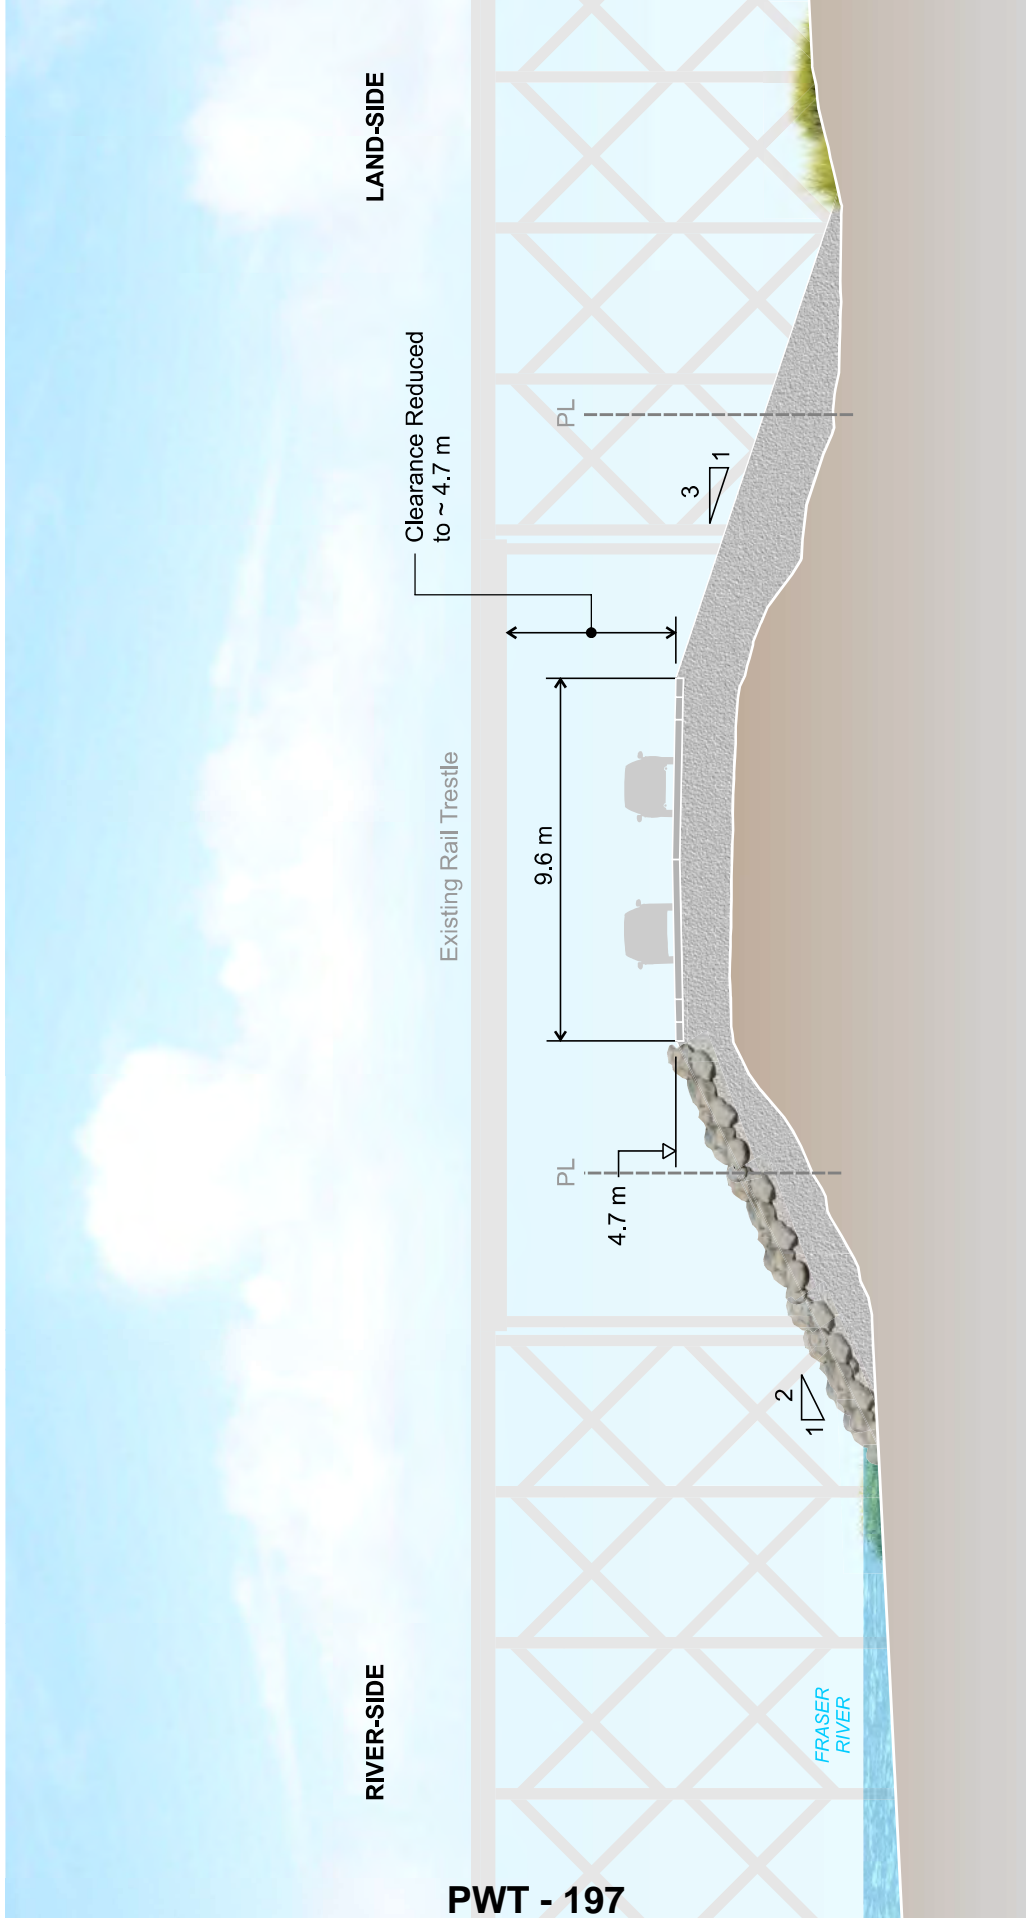 RIVER-SIDE
LAND-SIDE
Clearance Reduced
to ~ 4.7 m
Existing Rail Trestle
9.6 m
PL
PL
4.7 m
3
1
2
1
FRASER
RIVER
PWT - 197